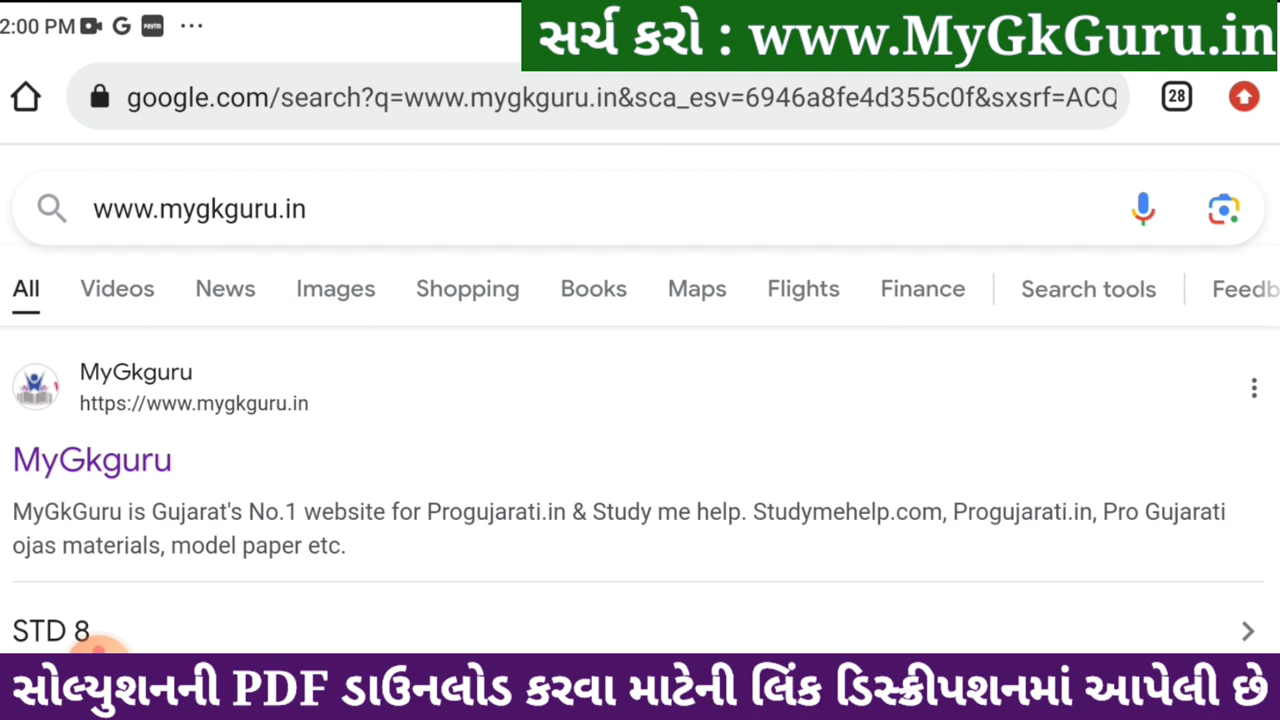 2:00 PM
સર્ચ કરો : www.MyGkGuru.in
google.com/search?q=www.mygkguru.in&sca_esv=6946a8fe4d355c0f&sxsrf=ACQ
28
www.mygkguru.in
All Videos News Images Shopping Books Maps Flights Finance Search tools Feedb
MyGkguru
https://www.mygkguru.in
MyGkguru
MyGkGuru is Gujarat's No.1 website for Progujarati.in & Study me help. Studymehelp.com, Progujarati.in, Pro Gujarati
ojas materials, model paper etc.
STD 8
સોલ્યુશનની PDF ડાઉનલોડ કરવા માટેની લિંક ડિસ્ક્રીપશનમાં આપેલી છે